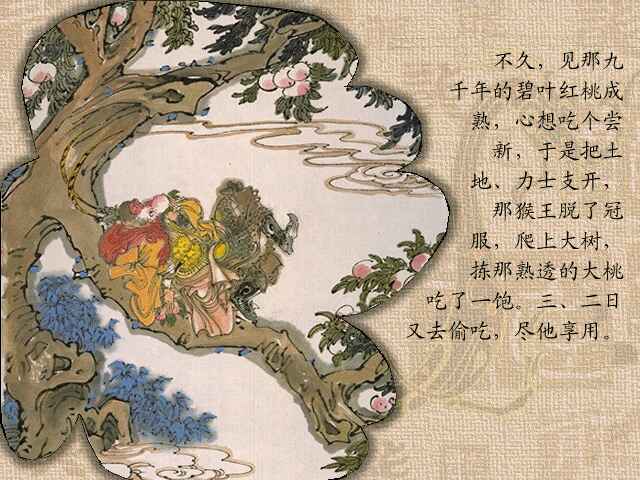 不久，见那九
千年的碧叶红桃成
熟，心想吃个尝
新，于是把土
地、力士支开，
那猴王脱了冠
服，爬上大树，
拣那熟透的大桃
吃了一饱。三、二日
又去偷吃，尽他享用。